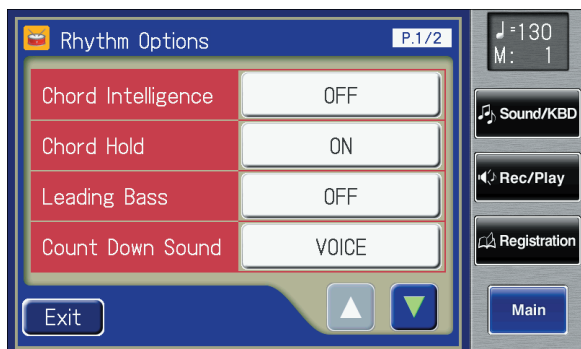 Rhythm Options P.1/2
Chord Intelligence OFF
Chord Hold ON
Leading Bass OFF
Count Down Sound VOICE
Exit
♩=130
M: 1
Sound/KBD
Rec/Play
Registration
Main